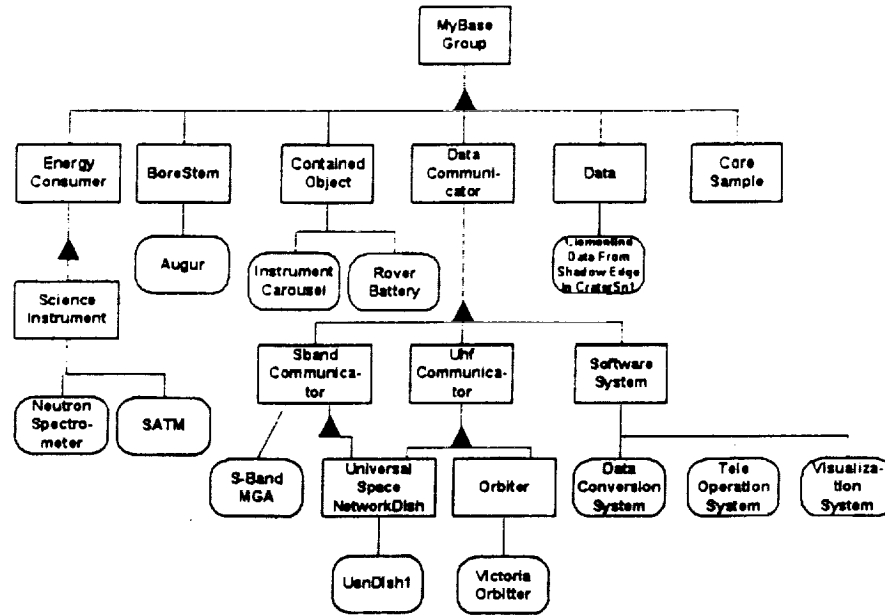 MyBase
Group
Energy
Consumer
BoreStem
Contained
Object
Data
Communi-
cator
Data
Core
Sample
Augur
Instrument
Carousel
Rover
Battery
Data From
Shadow Edge
Science
Instrument
Sband
Communica-
tor
Uhf
Communica-
tor
Software
System
Neutron
Spectro-
meter
SATM
S-Band
MGA
Universal
Space
NetworkDish
Orbiter
Data
Conversion
System
Tele
Operation
System
Visualiza-
tion
System
UsnDish1
Victoria
Orbitter